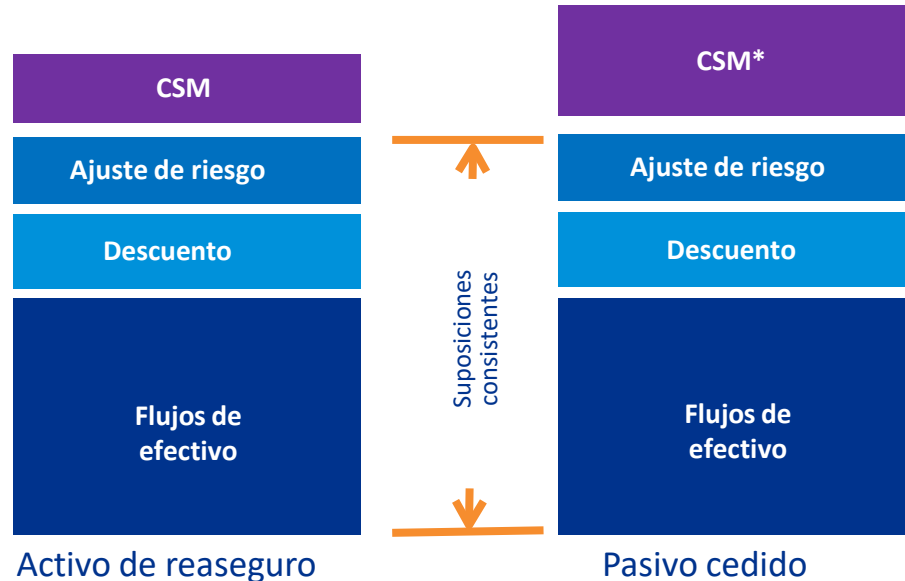 CSM
Ajuste de riesgo
Descuento
Flujos de
efectivo
Activo de reaseguro
Suposiciones
consistentes
CSM*
Ajuste de riesgo
Descuento
Flujos de
efectivo
Pasivo cedido